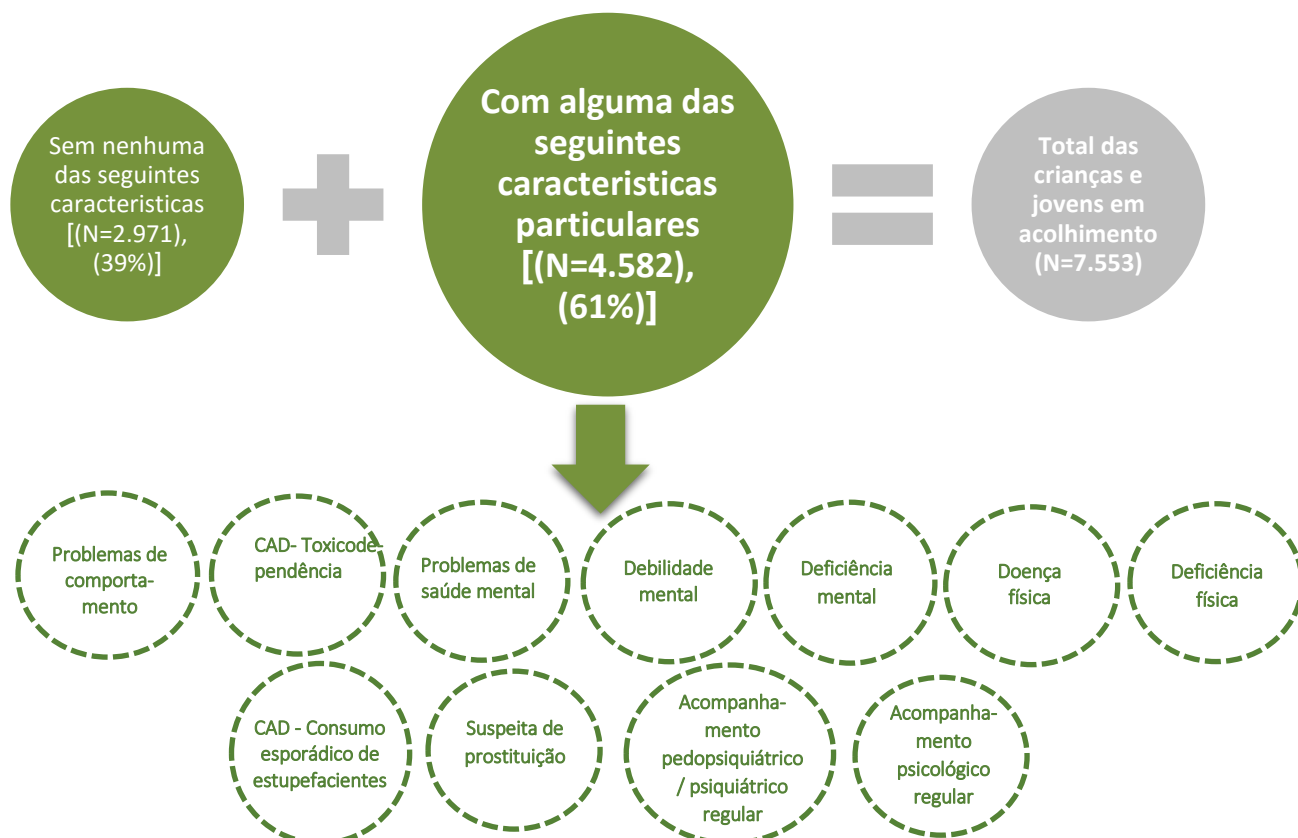 Sem nenhuma
das seguintes
caracteristicas
[(N=2.971),
(39%)]
Com alguma das
seguintes
caracteristicas
particulares
[(N=4.582),
(61%)]
Total das
crianças e
jovens em
acolhimento
(N=7.553)
Problemas de
comporta-
mento
CAD- Toxicode-
pendência
Problemas de
saúde mental
Debilidade
mental
Deficiência
mental
Doença
física
Deficiência
física
CAD - Consumo
esporádico de
estupefacientes
Suspeita de
prostituição
Acompanha-
mento
pedopsiquiátrico
/ psiquiátrico
regular
Acompanha-
mento
psicológico
regular